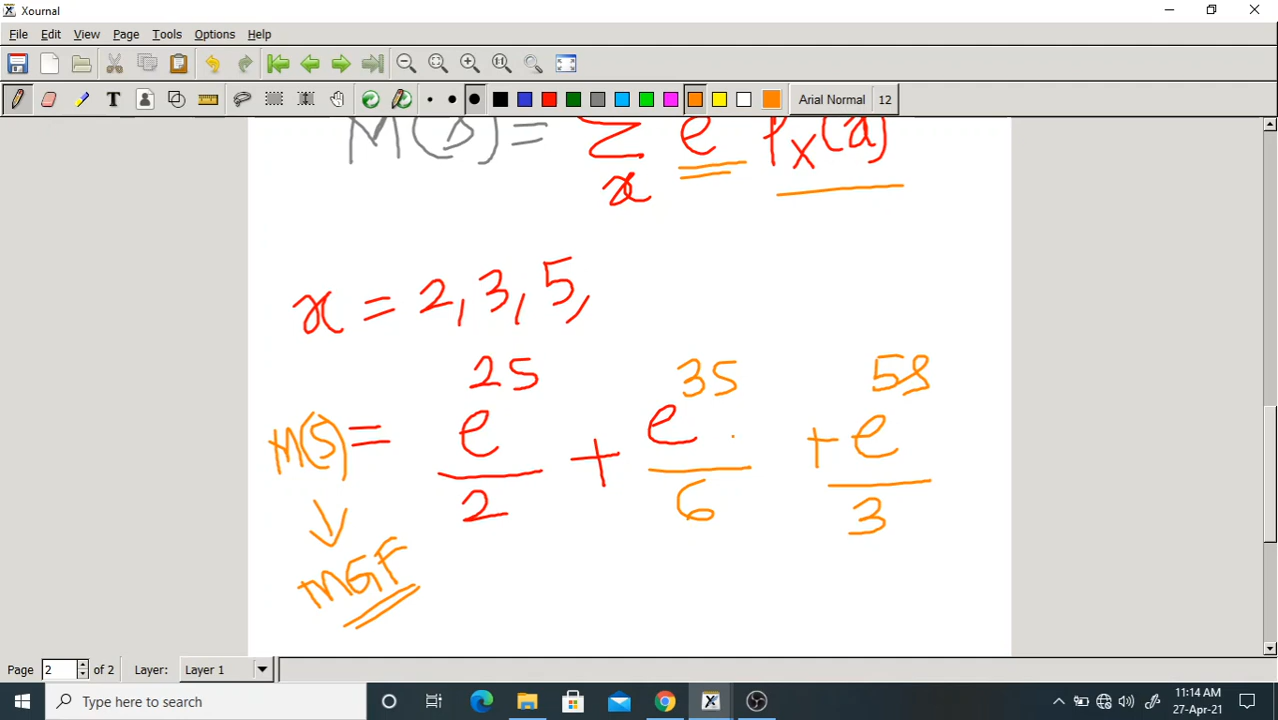 Xournal
File Edit View Page Tools Options Help
Arial Normal 12
M(s) = ∑ e P_X(x)
x
x = 2, 3, 5,
M(s) = e^{2s}/2 + e^{3s}/6 + e^{5s}/3
↓
MGF
Page 2 of 2 Layer: Layer 1
Type here to search
11:14 AM
27-Apr-21